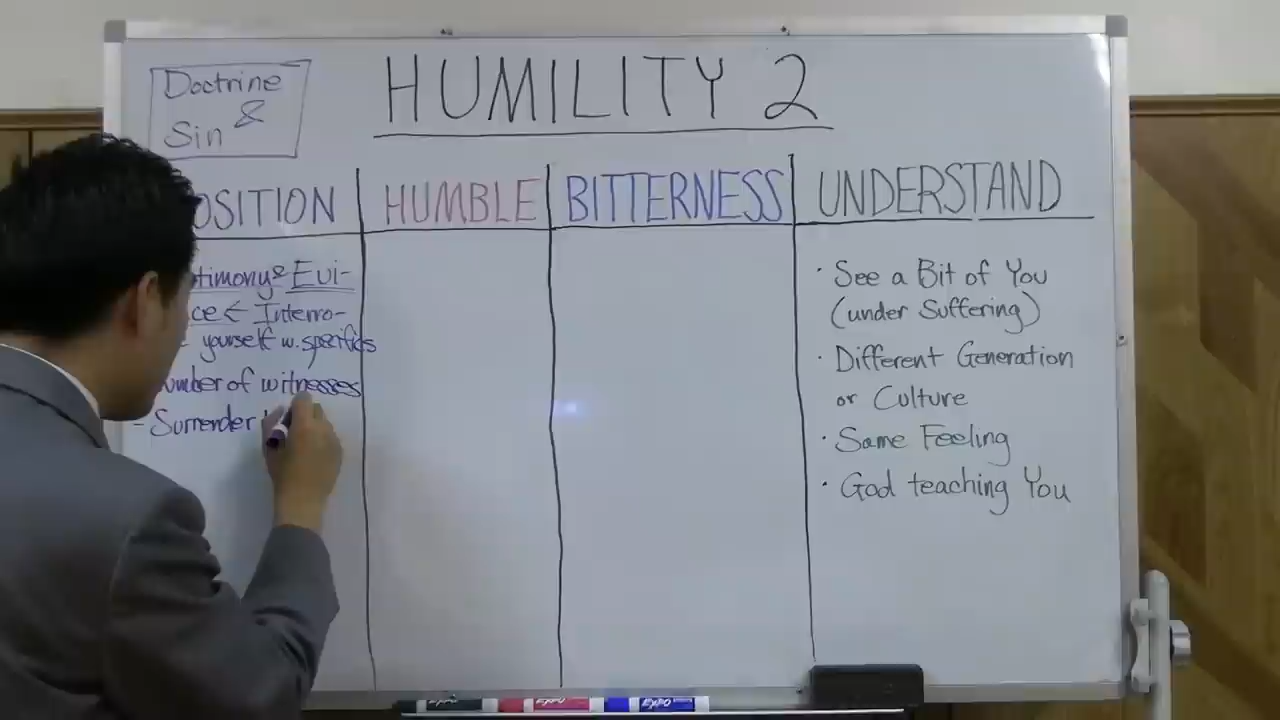 Doctrine
&
Sin
HUMILITY 2
OSITION
HUMBLE
BITTERNESS
UNDERSTAND
timony & Evi-
ce ← Interro-
yourself w. specifics
umber of witnesses
- Surrender
· See a Bit of You
(under Suffering)
· Different Generation
or Culture
· Same Feeling
· God teaching You